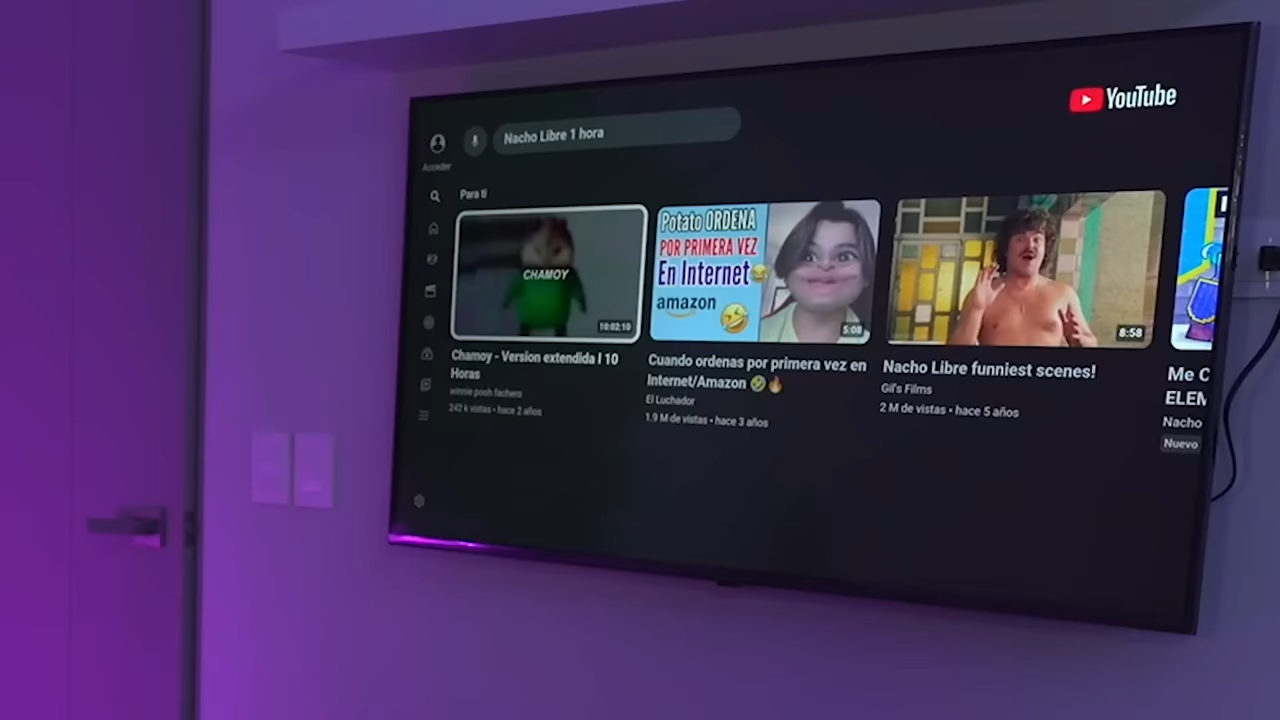 YouTube
Nacho Libre 1 hora
Acceder
Para ti
CHAMOY
10:02:10
Chamoy - Version extendida I 10
Horas
winnie pooh fachero
242 k vistas • hace 2 años
Potato ORDENA
POR PRIMERA VEZ
En Internet
amazon
5:08
Cuando ordenas por primera vez en
Internet/Amazon 🤣🔥
El Luchador
1.9 M de vistas • hace 3 años
8:58
Nacho Libre funniest scenes!
Gil's Films
2 M de vistas • hace 5 años
Me C
ELEM
Nacho
Nuevo